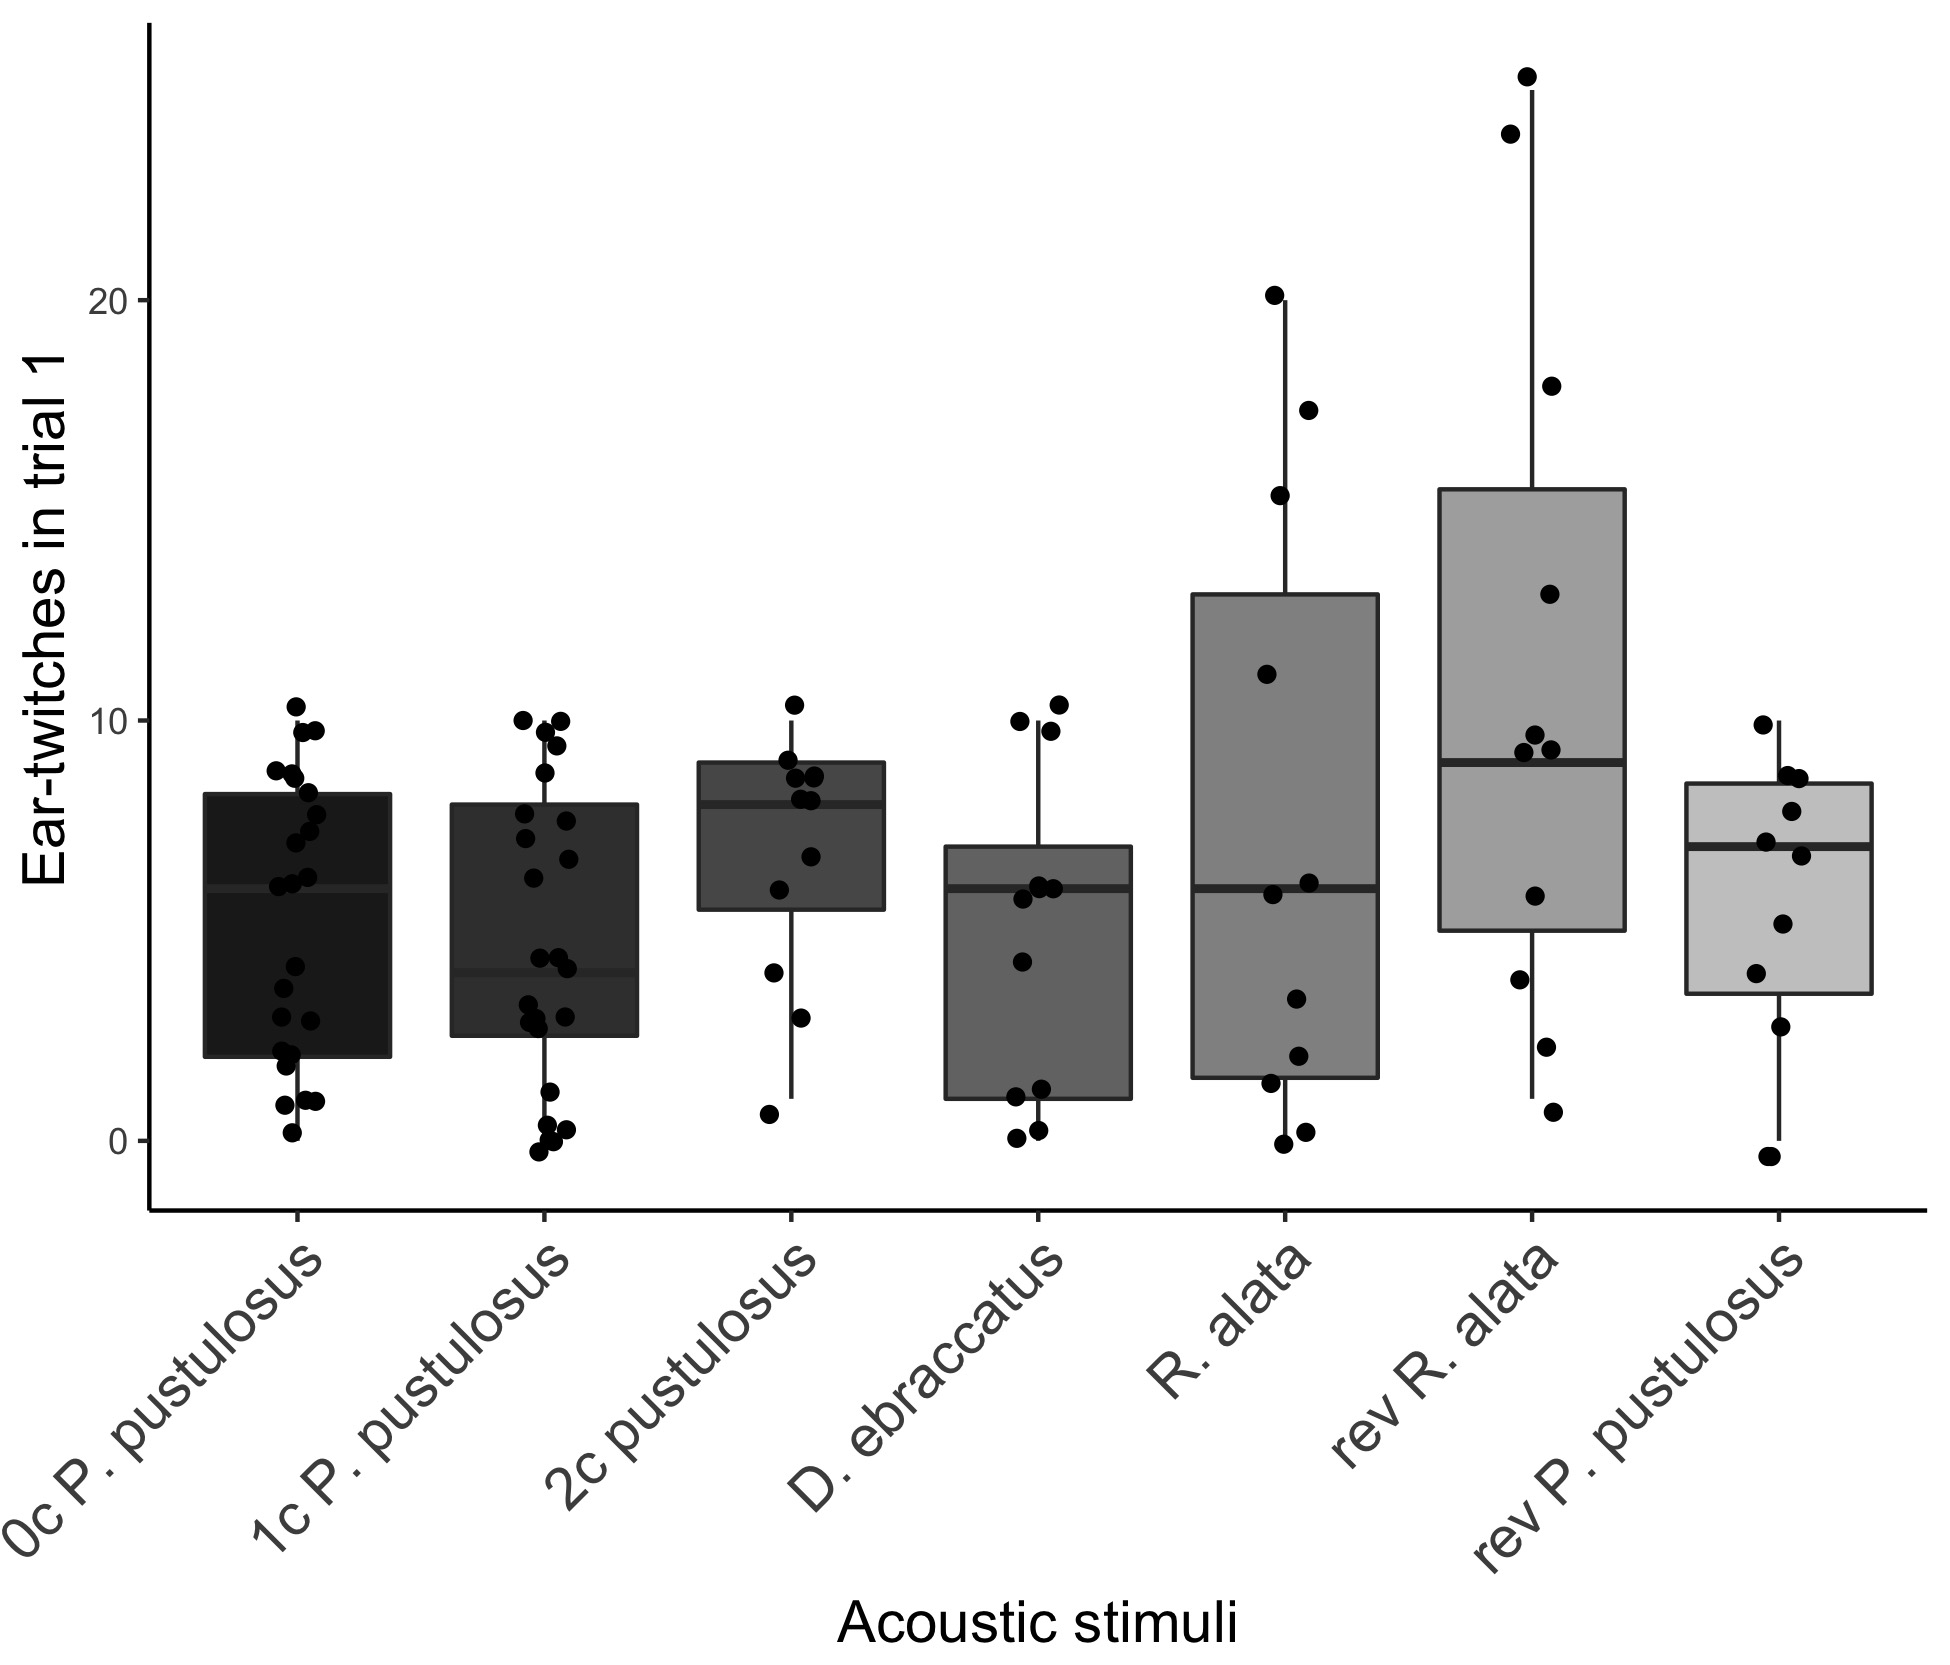 Ear-twitches in trial 1
20
10
0
0c P. pustulosus
1c P. pustulosus
2c pustulosus
D. ebraccatus
R. alata
rev R. alata
rev P. pustulosus
Acoustic stimuli